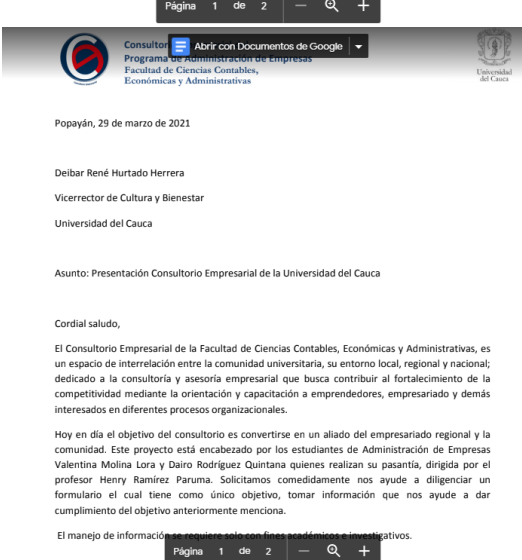 Página 1 de 2
Consultor
Abrir con Documentos de Google
Programa de Administración de Empresas
Facultad de Ciencias Contables,
Económicas y Administrativas
Universidad
del Cauca
Popayán, 29 de marzo de 2021
Deibar René Hurtado Herrera
Vicerrector de Cultura y Bienestar
Universidad del Cauca
Asunto: Presentación Consultorio Empresarial de la Universidad del Cauca
Cordial saludo,
El Consultorio Empresarial de la Facultad de Ciencias Contables, Económicas y Administrativas, es
un espacio de interrelación entre la comunidad universitaria, su entorno local, regional y nacional;
dedicado a la consultoría y asesoría empresarial que busca contribuir al fortalecimiento de la
competitividad mediante la orientación y capacitación a emprendedores, empresariado y demás
interesados en diferentes procesos organizacionales.
Hoy en día el objetivo del consultorio es convertirse en un aliado del empresariado regional y la
comunidad. Este proyecto está encabezado por los estudiantes de Administración de Empresas
Valentina Molina Lora y Dairo Rodríguez Quintana quienes realizan su pasantía, dirigida por el
profesor Henry Ramírez Paruma. Solicitamos comedidamente nos ayude a diligenciar un
formulario el cual tiene como único objetivo, tomar información que nos ayude a dar
cumplimiento del objetivo anteriormente menciona.
El manejo de información se requiere solo con fines académicos e investigativos.
Página 1 de 2